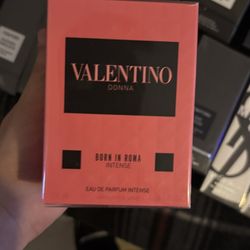 VALENTINO
DONNA
BORN IN ROMA
INTENSE
EAU DE PARFUM INTENSE